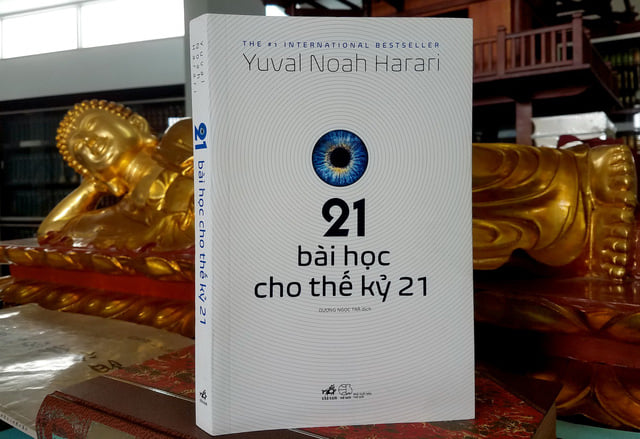 THE #1 INTERNATIONAL BESTSELLER
Yuval Noah Harari
21
bài học
cho thế kỷ 21
DƯƠNG NGỌC TRÀ dịch
21 bài học cho thế kỷ 21